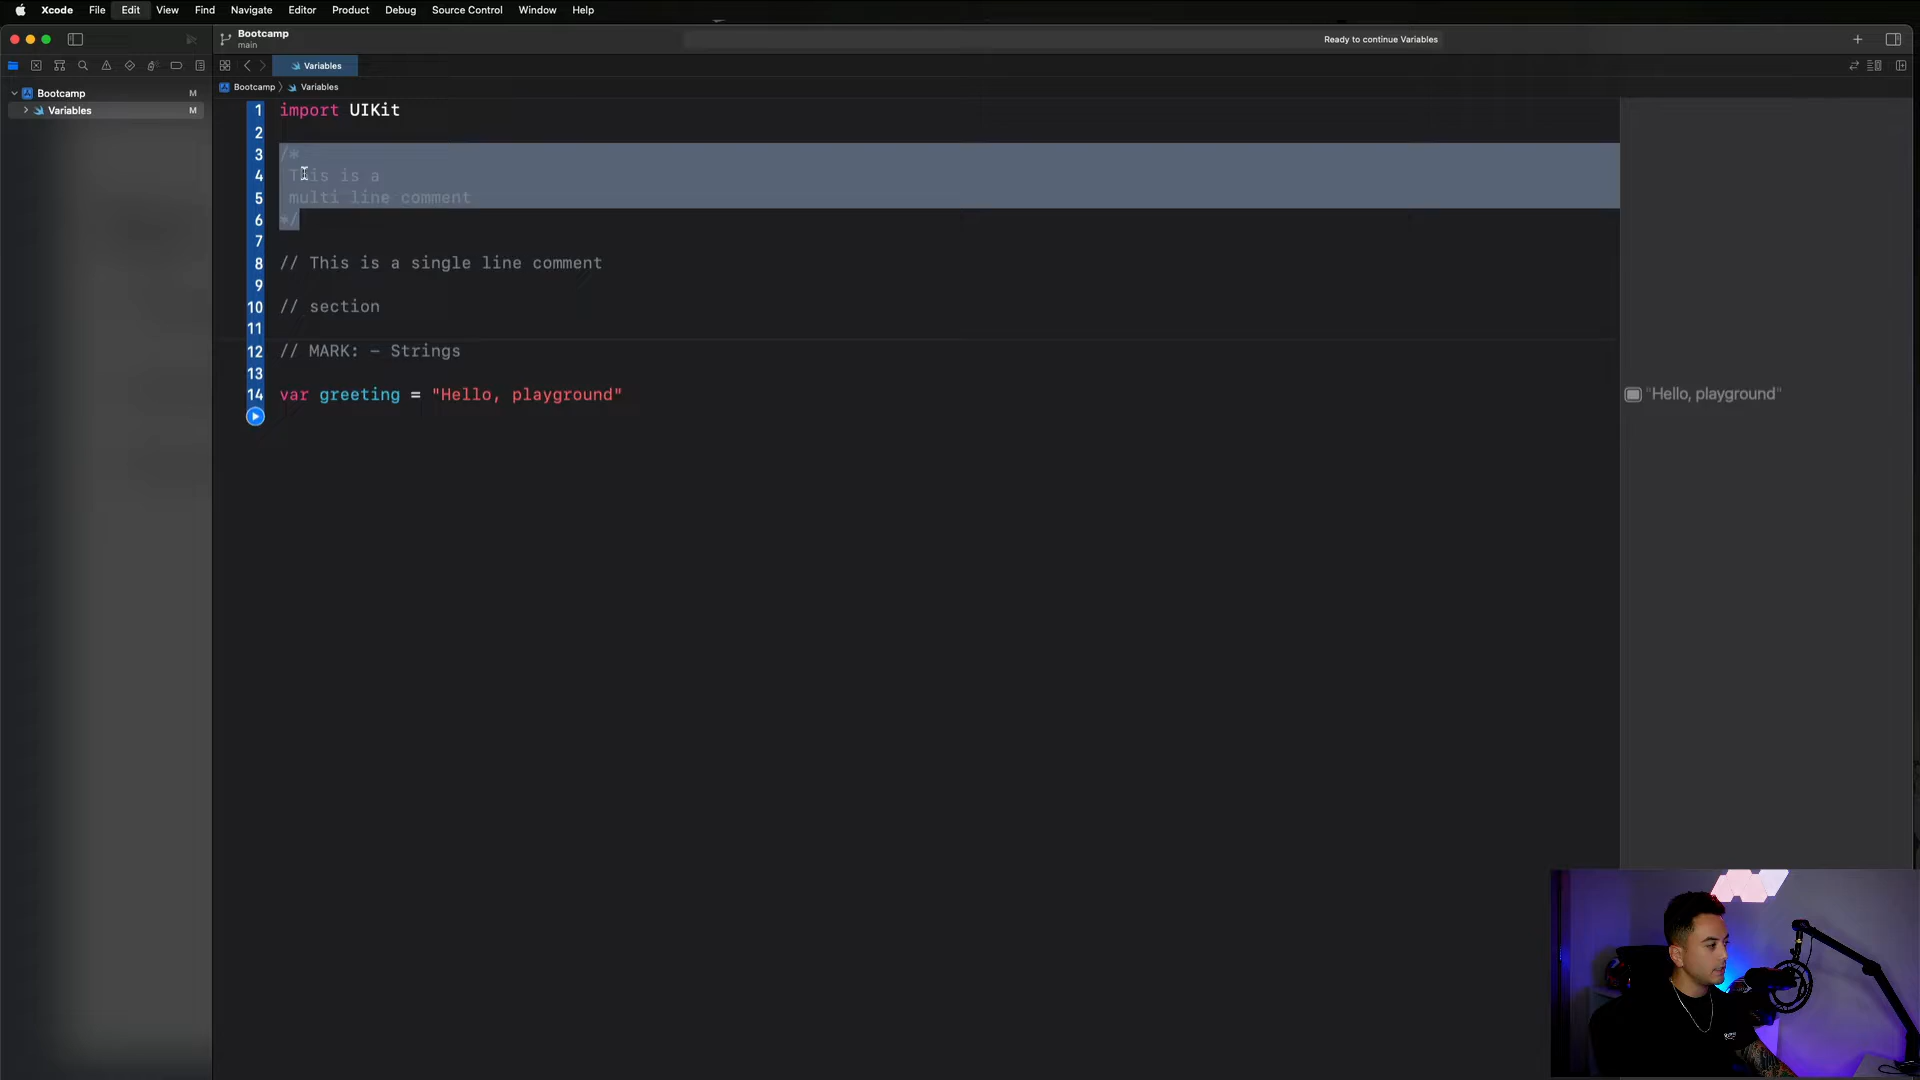 Xcode File Edit View Find Navigate Editor Product Debug Source Control Window Help
Bootcamp
main
Ready to continue Variables
Variables
Bootcamp M
Bootcamp Variables
Variables M
1 import UIKit
2
3 /*
4 This is a
5 multi line comment
6 */
7
8 // This is a single line comment
9
10 // section
11
12 // MARK: - Strings
13
14 var greeting = "Hello, playground"
"Hello, playground"